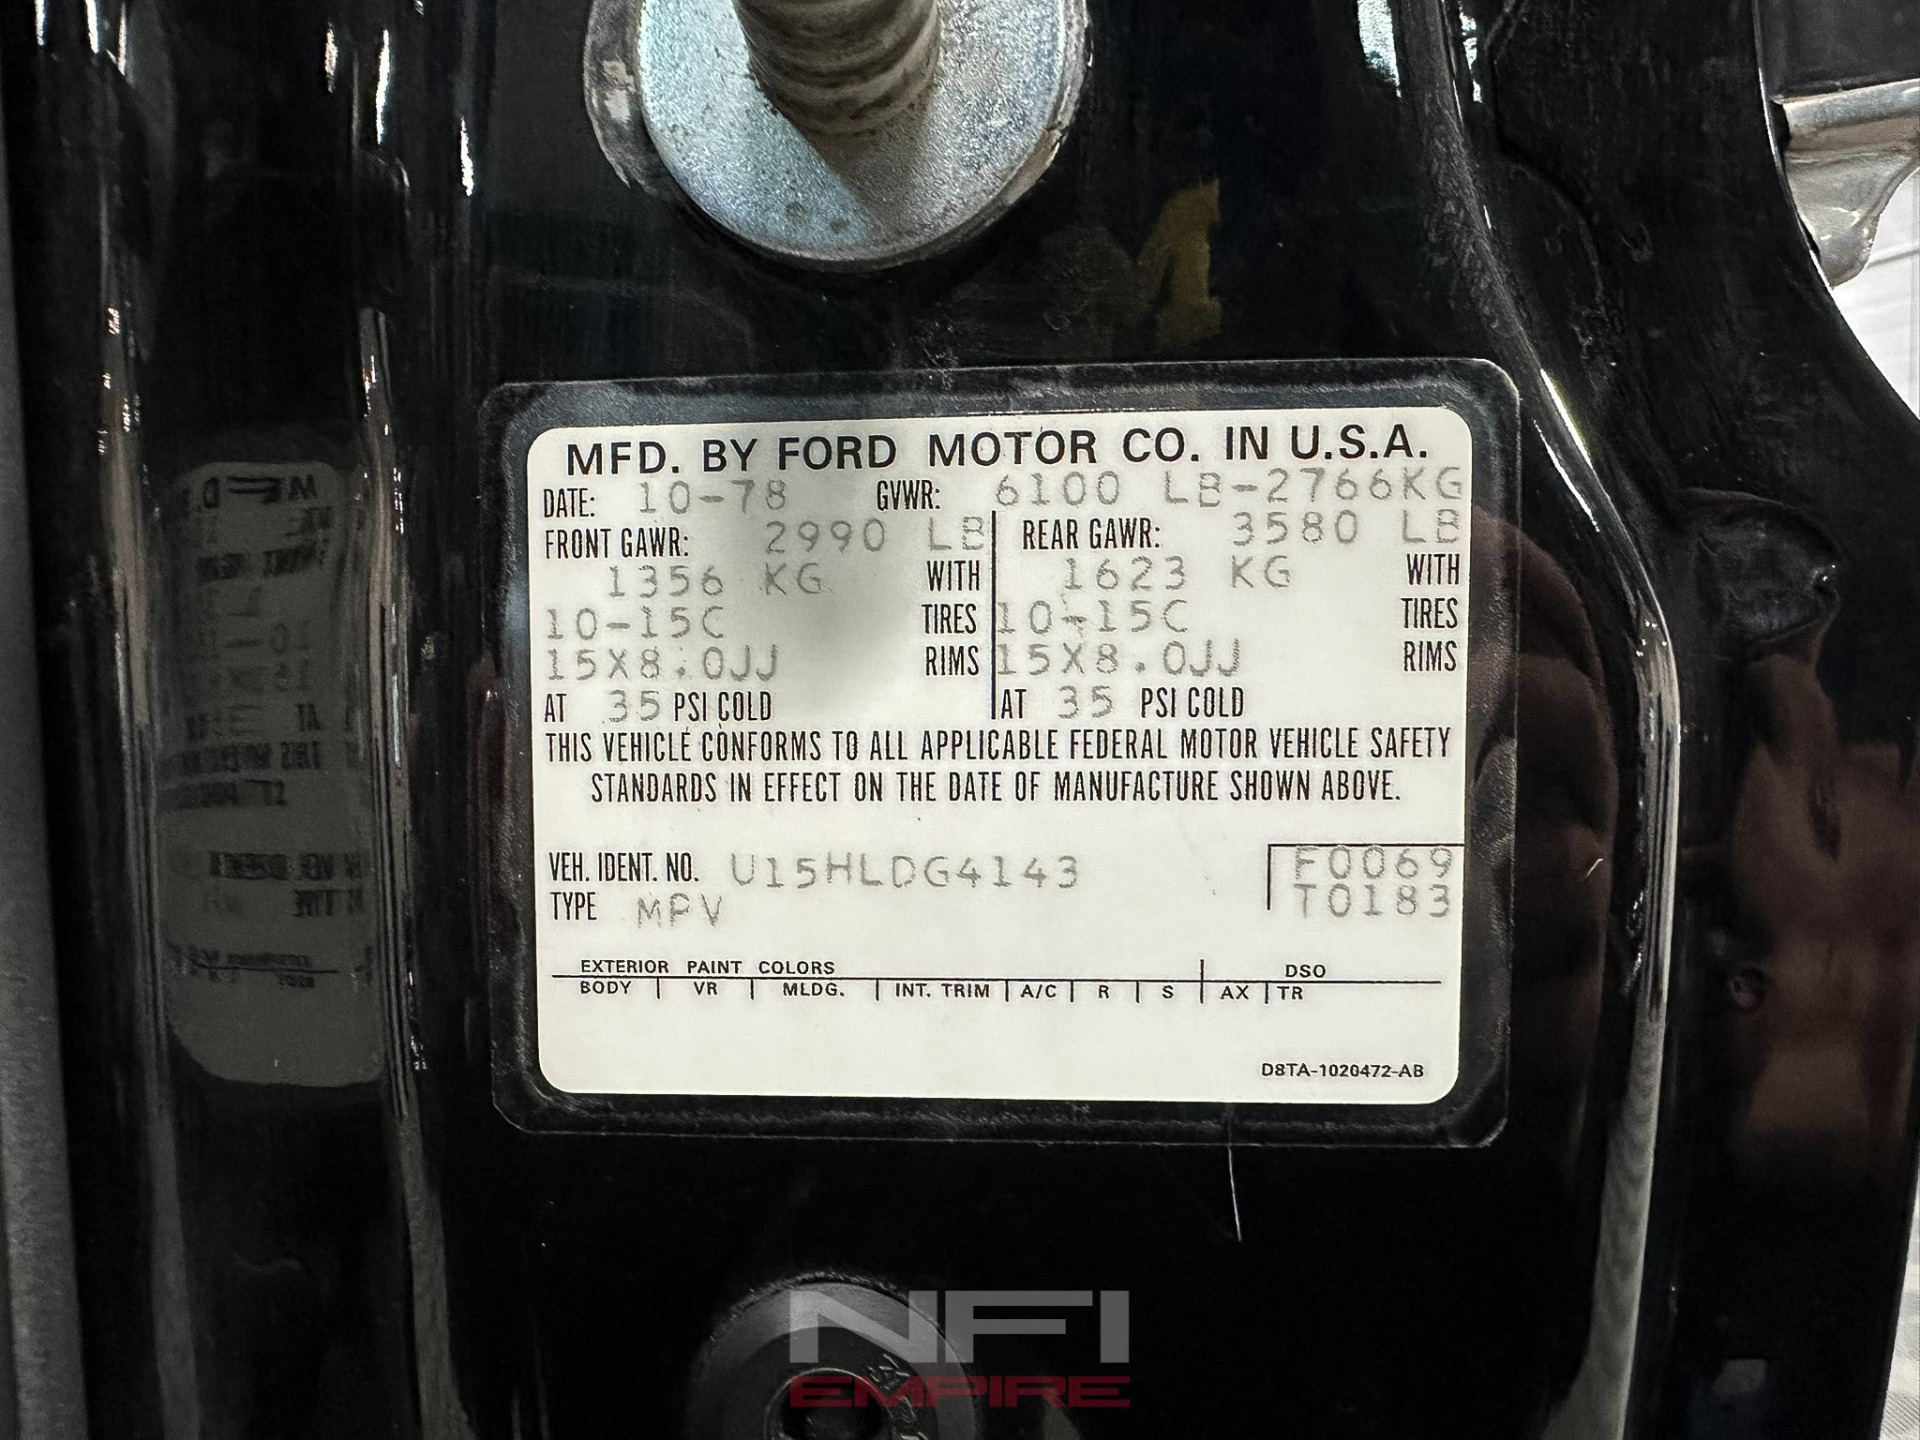 MFD. BY FORD MOTOR CO. IN U.S.A.
DATE: 10-78 GVWR: 6100 LB-2766KG
FRONT GAWR: 2990 LB REAR GAWR: 3580 LB
1356 KG WITH 1623 KG WITH
10-15C TIRES 10-15C TIRES
15X8.0JJ RIMS 15X8.0JJ RIMS
AT 35 PSI COLD AT 35 PSI COLD
THIS VEHICLE CONFORMS TO ALL APPLICABLE FEDERAL MOTOR VEHICLE SAFETY
STANDARDS IN EFFECT ON THE DATE OF MANUFACTURE SHOWN ABOVE.
VEH. IDENT. NO. U15HLDG4143 F0069
TYPE MPV T0183
EXTERIOR PAINT COLORS DSO
BODY VR MLDG. INT. TRIM A/C R S AX TR
D8TA-1020472-AB
NFI
EMPIRE